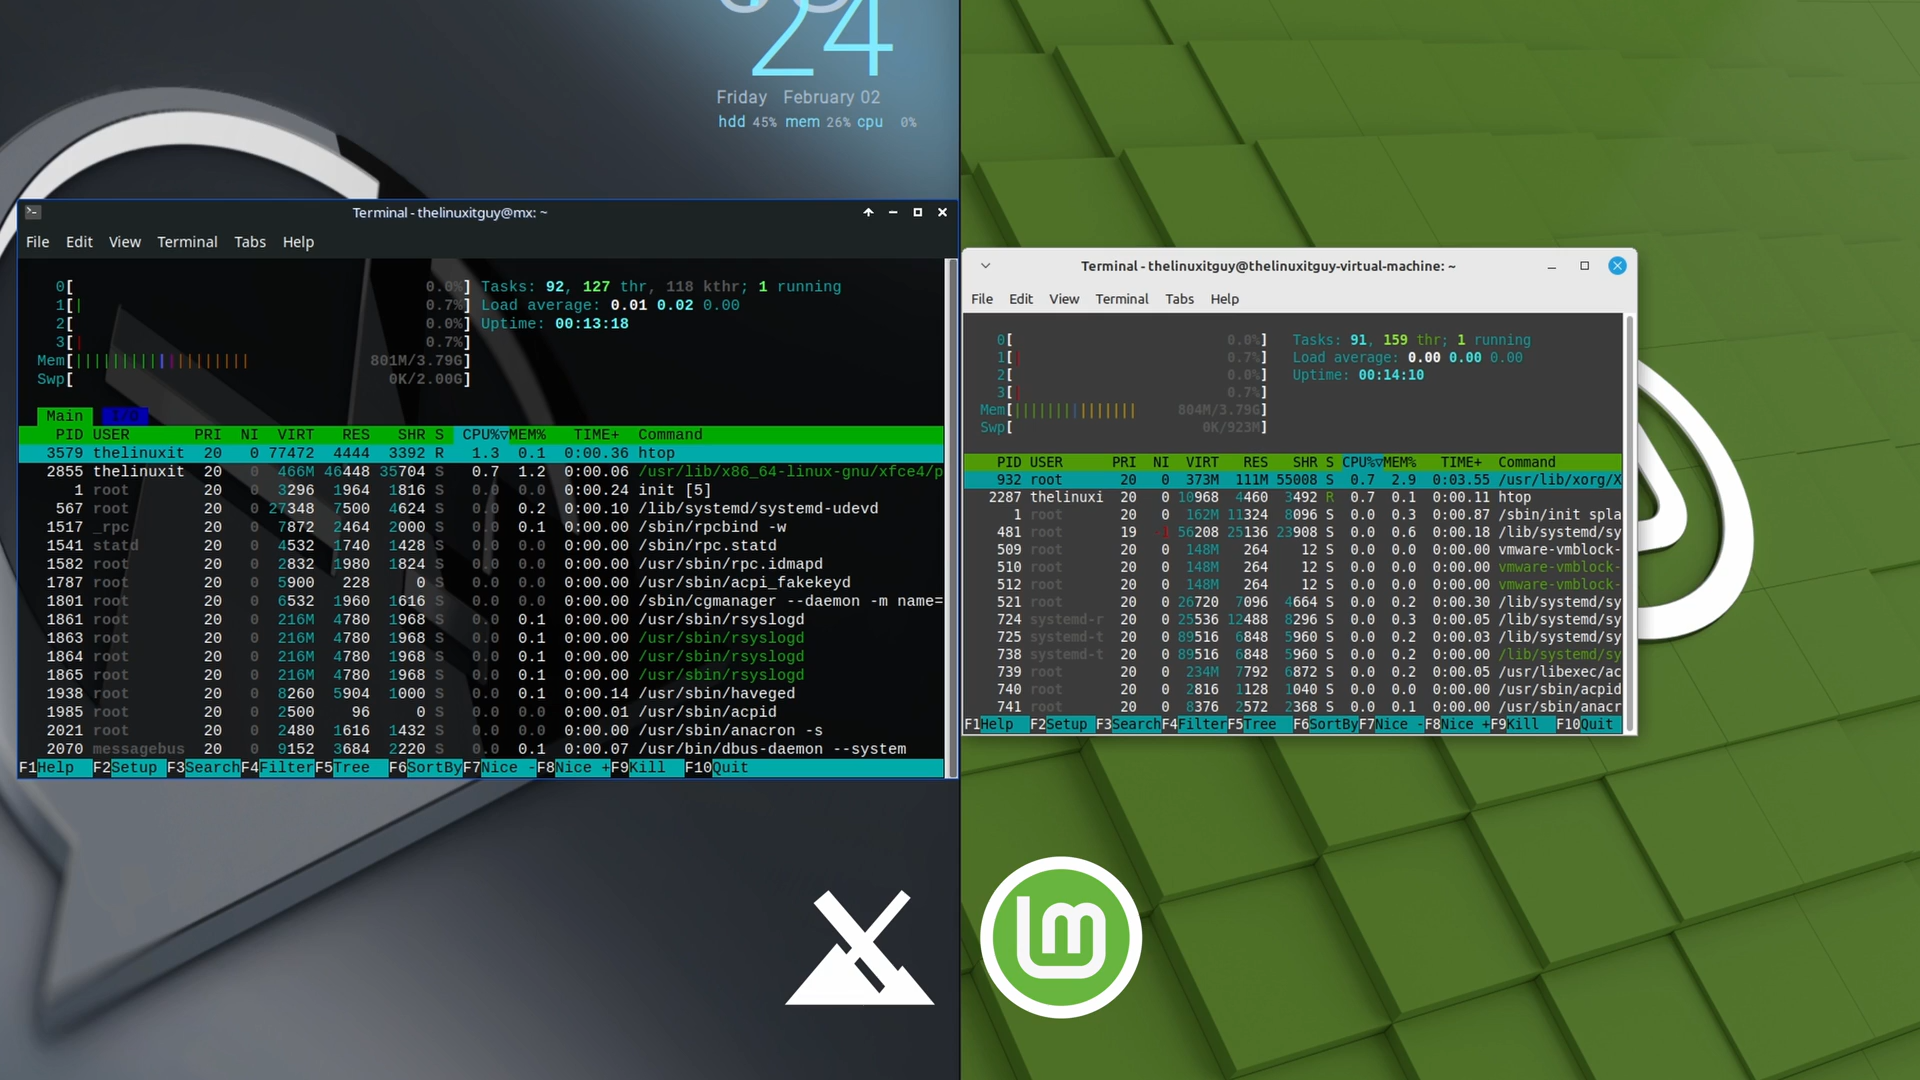 24
Friday February 02
hdd 45% mem 26% cpu 0%
Terminal - thelinuxitguy@mx: ~
File Edit View Terminal Tabs Help
0[ 0.0%] Tasks: 92, 127 thr, 118 kthr; 1 running
1[| 0.7%] Load average: 0.01 0.02 0.00
2[ 0.0%] Uptime: 00:13:18
3[| 0.7%]
Mem[||||||||||||||||||| 801M/3.79G]
Swp[ 0K/2.00G]
Main I/O
PID USER PRI NI VIRT RES SHR S CPU%▽MEM% TIME+ Command
3579 thelinuxit 20 0 77472 4444 3392 R 1.3 0.1 0:00.36 htop
2855 thelinuxit 20 0 466M 46448 35704 S 0.7 1.2 0:00.06 /usr/lib/x86_64-linux-gnu/xfce4/p
1 root 20 0 3296 1964 1816 S 0.0 0.0 0:00.24 init [5]
567 root 20 0 27348 7500 4624 S 0.0 0.2 0:00.10 /lib/systemd/systemd-udevd
1517 _rpc 20 0 7872 2464 2000 S 0.0 0.1 0:00.00 /sbin/rpcbind -w
1541 statd 20 0 4532 1740 1428 S 0.0 0.0 0:00.00 /sbin/rpc.statd
1582 root 20 0 2832 1980 1824 S 0.0 0.0 0:00.00 /usr/sbin/rpc.idmapd
1787 root 20 0 5900 228 0 S 0.0 0.0 0:00.00 /usr/sbin/acpi_fakekeyd
1801 root 20 0 6532 1960 1616 S 0.0 0.0 0:00.00 /sbin/cgmanager --daemon -m name=
1861 root 20 0 216M 4780 1968 S 0.0 0.1 0:00.00 /usr/sbin/rsyslogd
1863 root 20 0 216M 4780 1968 S 0.0 0.1 0:00.00 /usr/sbin/rsyslogd
1864 root 20 0 216M 4780 1968 S 0.0 0.1 0:00.00 /usr/sbin/rsyslogd
1865 root 20 0 216M 4780 1968 S 0.0 0.1 0:00.00 /usr/sbin/rsyslogd
1938 root 20 0 8260 5904 1000 S 0.0 0.1 0:00.14 /usr/sbin/haveged
1985 root 20 0 2500 96 0 S 0.0 0.0 0:00.01 /usr/sbin/acpid
2021 root 20 0 2480 1616 1432 S 0.0 0.0 0:00.00 /usr/sbin/anacron -s
2070 messagebus 20 0 9152 3684 2220 S 0.0 0.1 0:00.07 /usr/bin/dbus-daemon --system
F1Help F2Setup F3SearchF4FilterF5Tree F6SortByF7Nice -F8Nice +F9Kill F10Quit
Terminal - thelinuxitguy@thelinuxitguy-virtual-machine: ~
File Edit View Terminal Tabs Help
0[ 0.0%] Tasks: 91, 159 thr; 1 running
1[| 0.7%] Load average: 0.00 0.00 0.00
2[ 0.0%] Uptime: 00:14:10
3[| 0.7%]
Mem[|||||||||||||||| 804M/3.79G]
Swp[ 0K/923M]
PID USER PRI NI VIRT RES SHR S CPU%▽MEM% TIME+ Command
932 root 20 0 373M 111M 55008 S 0.7 2.9 0:03.55 /usr/lib/xorg/X
2287 thelinuxi 20 0 10968 4460 3492 R 0.7 0.1 0:00.11 htop
1 root 20 0 162M 11324 8096 S 0.0 0.3 0:00.87 /sbin/init spla
481 root 19 -1 56208 25136 23908 S 0.0 0.6 0:00.18 /lib/systemd/sy
509 root 20 0 148M 264 12 S 0.0 0.0 0:00.00 vmware-vmblock-
510 root 20 0 148M 264 12 S 0.0 0.0 0:00.00 vmware-vmblock-
512 root 20 0 148M 264 12 S 0.0 0.0 0:00.00 vmware-vmblock-
521 root 20 0 26720 7096 4664 S 0.0 0.2 0:00.30 /lib/systemd/sy
724 systemd-r 20 0 25536 12488 8296 S 0.0 0.3 0:00.05 /lib/systemd/sy
725 systemd-t 20 0 89516 6848 5960 S 0.0 0.2 0:00.03 /lib/systemd/sy
738 systemd-t 20 0 89516 6848 5960 S 0.0 0.2 0:00.00 /lib/systemd/sy
739 root 20 0 234M 7792 6872 S 0.0 0.2 0:00.05 /usr/libexec/ac
740 root 20 0 2816 1128 1040 S 0.0 0.0 0:00.00 /usr/sbin/acpid
741 root 20 0 8376 2572 2368 S 0.0 0.1 0:00.00 /usr/sbin/anacr
F1Help F2Setup F3SearchF4FilterF5Tree F6SortByF7Nice -F8Nice +F9Kill F10Quit
lm